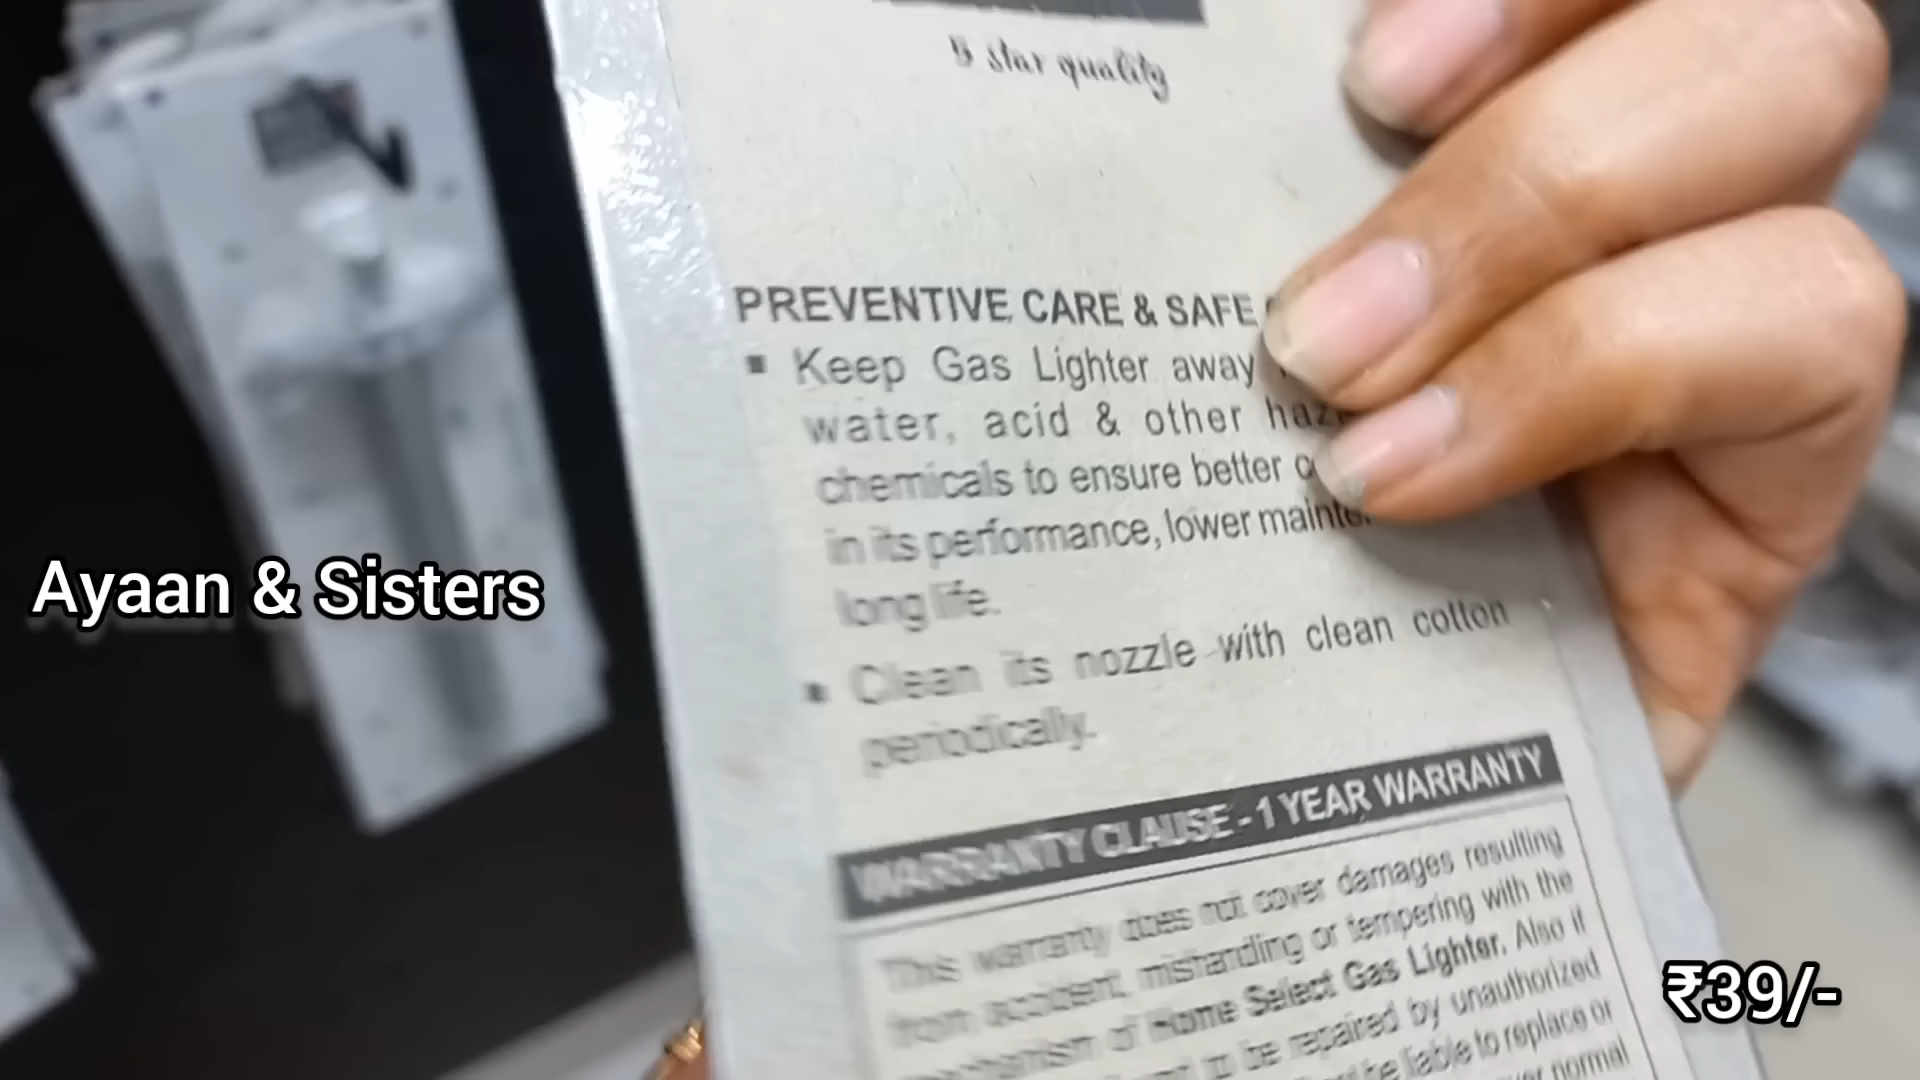 5 star quality
PREVENTIVE CARE & SAFE
Keep Gas Lighter away
water, acid & other
chemicals to ensure better
in its performance, lower
long life.
Clean its nozzle with clean cotton
periodically.
WARRANTY CLAUSE - 1 YEAR WARRANTY
This warranty does not cover damages resulting
from accident, mishandling or tempering with the
of Home Select Gas Lighter. Also if
to be repaired by unauthorized
be liable to replace or
normal
Ayaan & Sisters
₹39/-